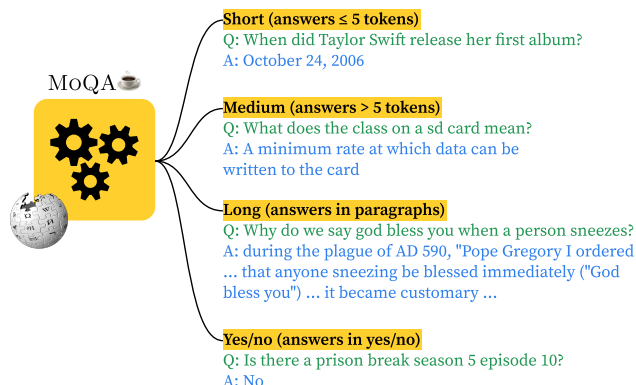 MoQA
Short (answers ≤ 5 tokens)
Q: When did Taylor Swift release her first album?
A: October 24, 2006
Medium (answers > 5 tokens)
Q: What does the class on a sd card mean?
A: A minimum rate at which data can be
written to the card
Long (answers in paragraphs)
Q: Why do we say god bless you when a person sneezes?
A: during the plague of AD 590, "Pope Gregory I ordered
... that anyone sneezing be blessed immediately ("God
bless you") ... it became customary ...
Yes/no (answers in yes/no)
Q: Is there a prison break season 5 episode 10?
A: No